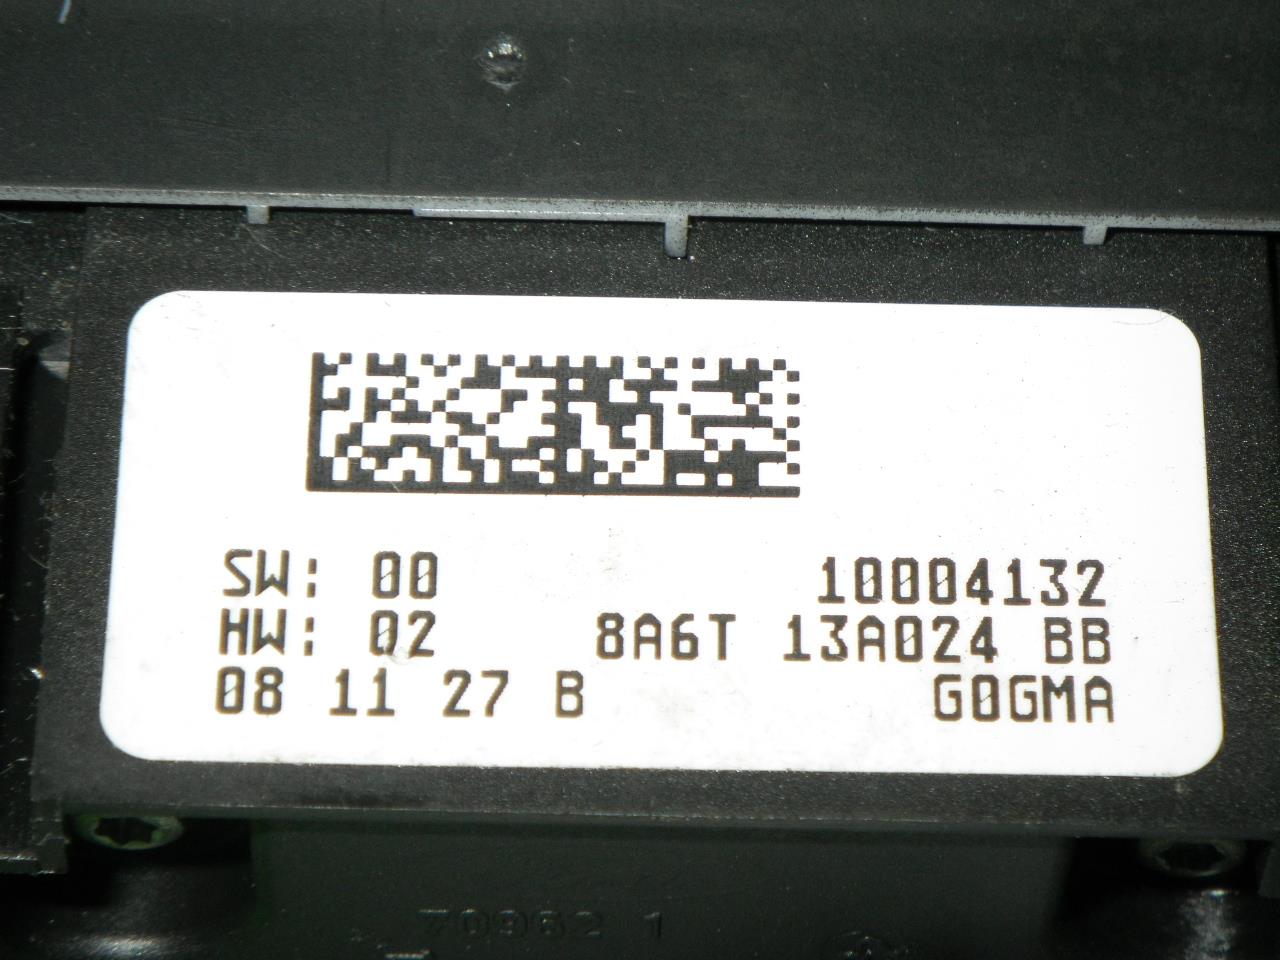 SW: 00 10004132
HW: 02 8A6T 13A024 BB
08 11 27 B G0GMA